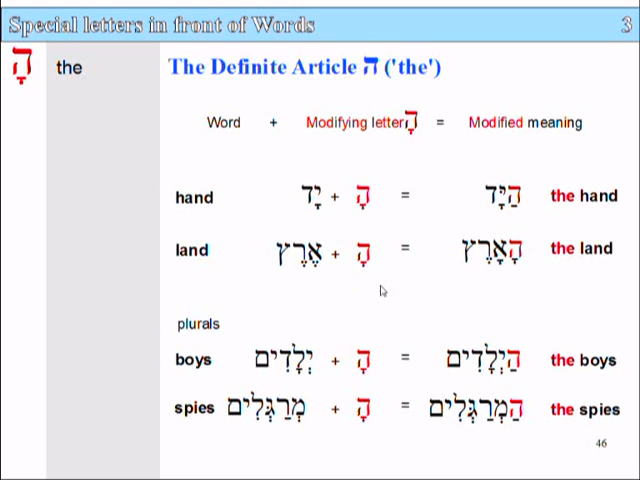 Special letters in front of Words 3
הָ the
The Definite Article ה ('the')
Word + Modifying letter הָ = Modified meaning
hand יָד + הָ = הַיָּד the hand
land אֶרֶץ + הָ = הָאָרֶץ the land
plurals
boys יְלָדִים + הָ = הַיְלָדִים the boys
spies מְרַגְּלִים + הָ = הַמְרַגְּלִים the spies
46